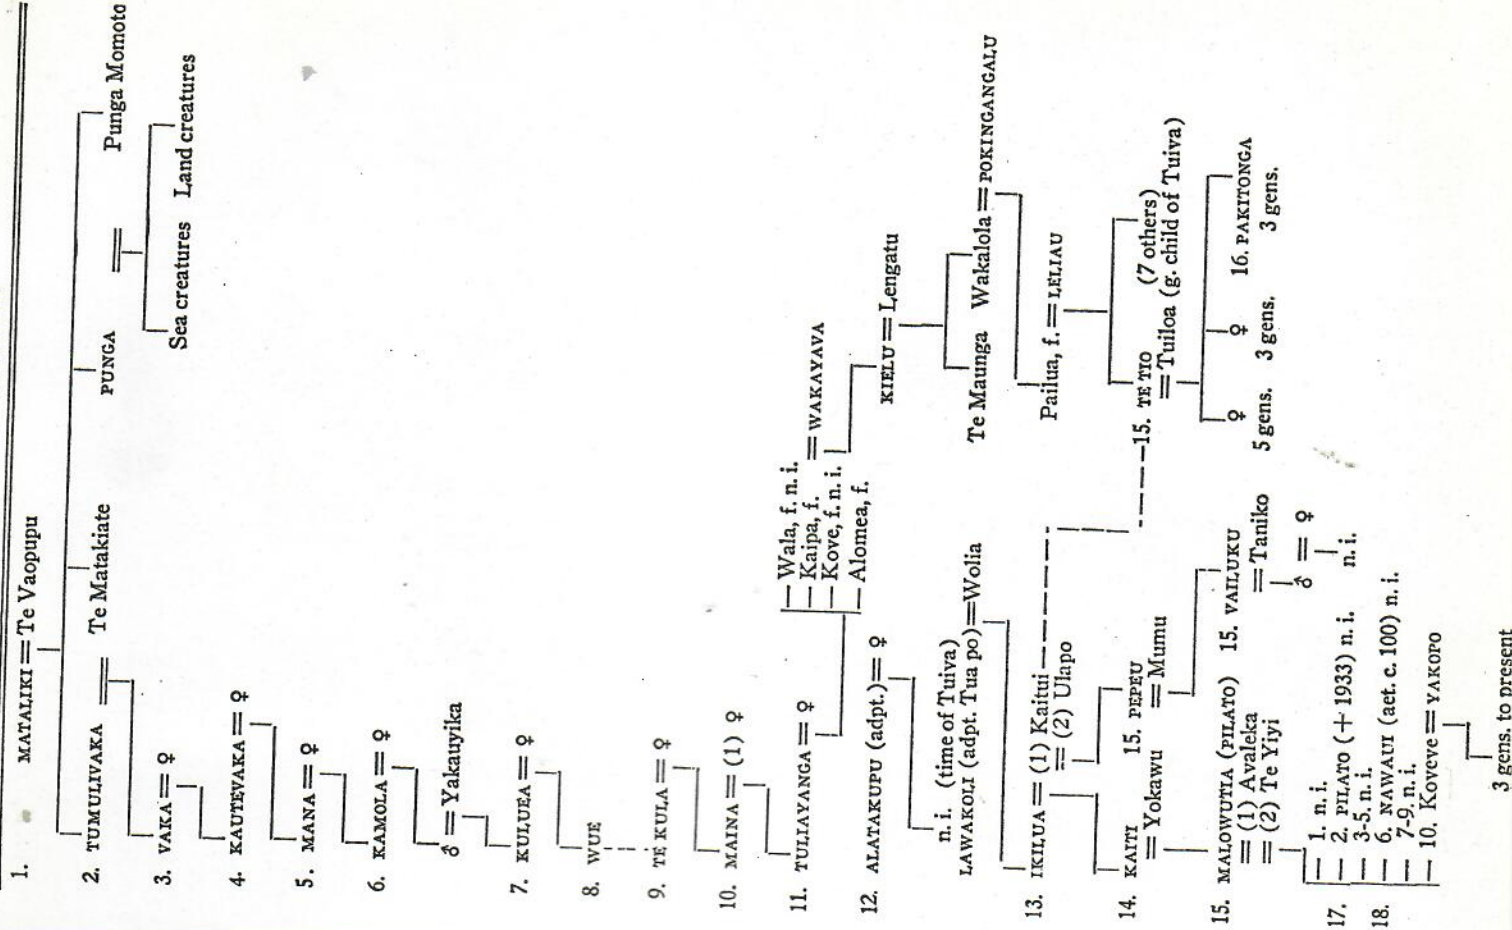 1. MATALIKI = Te Vaopupu
2. TUMULIVAKA = Te Matakiate PUNGA = Punga Momoto
Sea creatures Land creatures
3. VAKA = ♀
4. KAUTEVAKA = ♀
5. MANA = ♀
6. KAMOLA = ♀
♂ = Yakauyika
7. KULUEA = ♀
8. WUE
9. TE KULA = ♀
10. MAINA = (1) ♀
11. TULIAYANGA = ♀
Wala, f. n. i.
Kaipa, f. = WAKAYAVA
Kove, f. n. i.
Alomea, f.
12. ALATAKUPU (adpt.) = ♀
KIELU = Lengatu
n. i. (time of Tuiva)
LAWAKOLI (adpt. Tua po) = Wolia
Te Maunga Wakalola = POKINGANGALU
13. IKILUA = (1) Kaitui
= (2) Ulapo
Pailua, f. = LELIAU
14. KAITI 15. PEPEU
= Yokawu = Mumu
15. TE TIO (7 others)
= Tuiloa (g. child of Tuiva)
15. MALOWUTIA (PILATO) 15. VAILUKU
= (1) Avaleka = Taniko
= (2) Te Yiyi
♂ = ♀
n. i.
♀ ♀ 16. PAKITONGA
5 gens. 3 gens. 3 gens.
1. n. i.
17. 2. PILATO (+ 1933) n. i.
3-5. n. i.
18. 6. NAWAUI (aet. c. 100) n. i.
7-9. n. i.
10. Koveve = YAKOPO
3 gens. to present